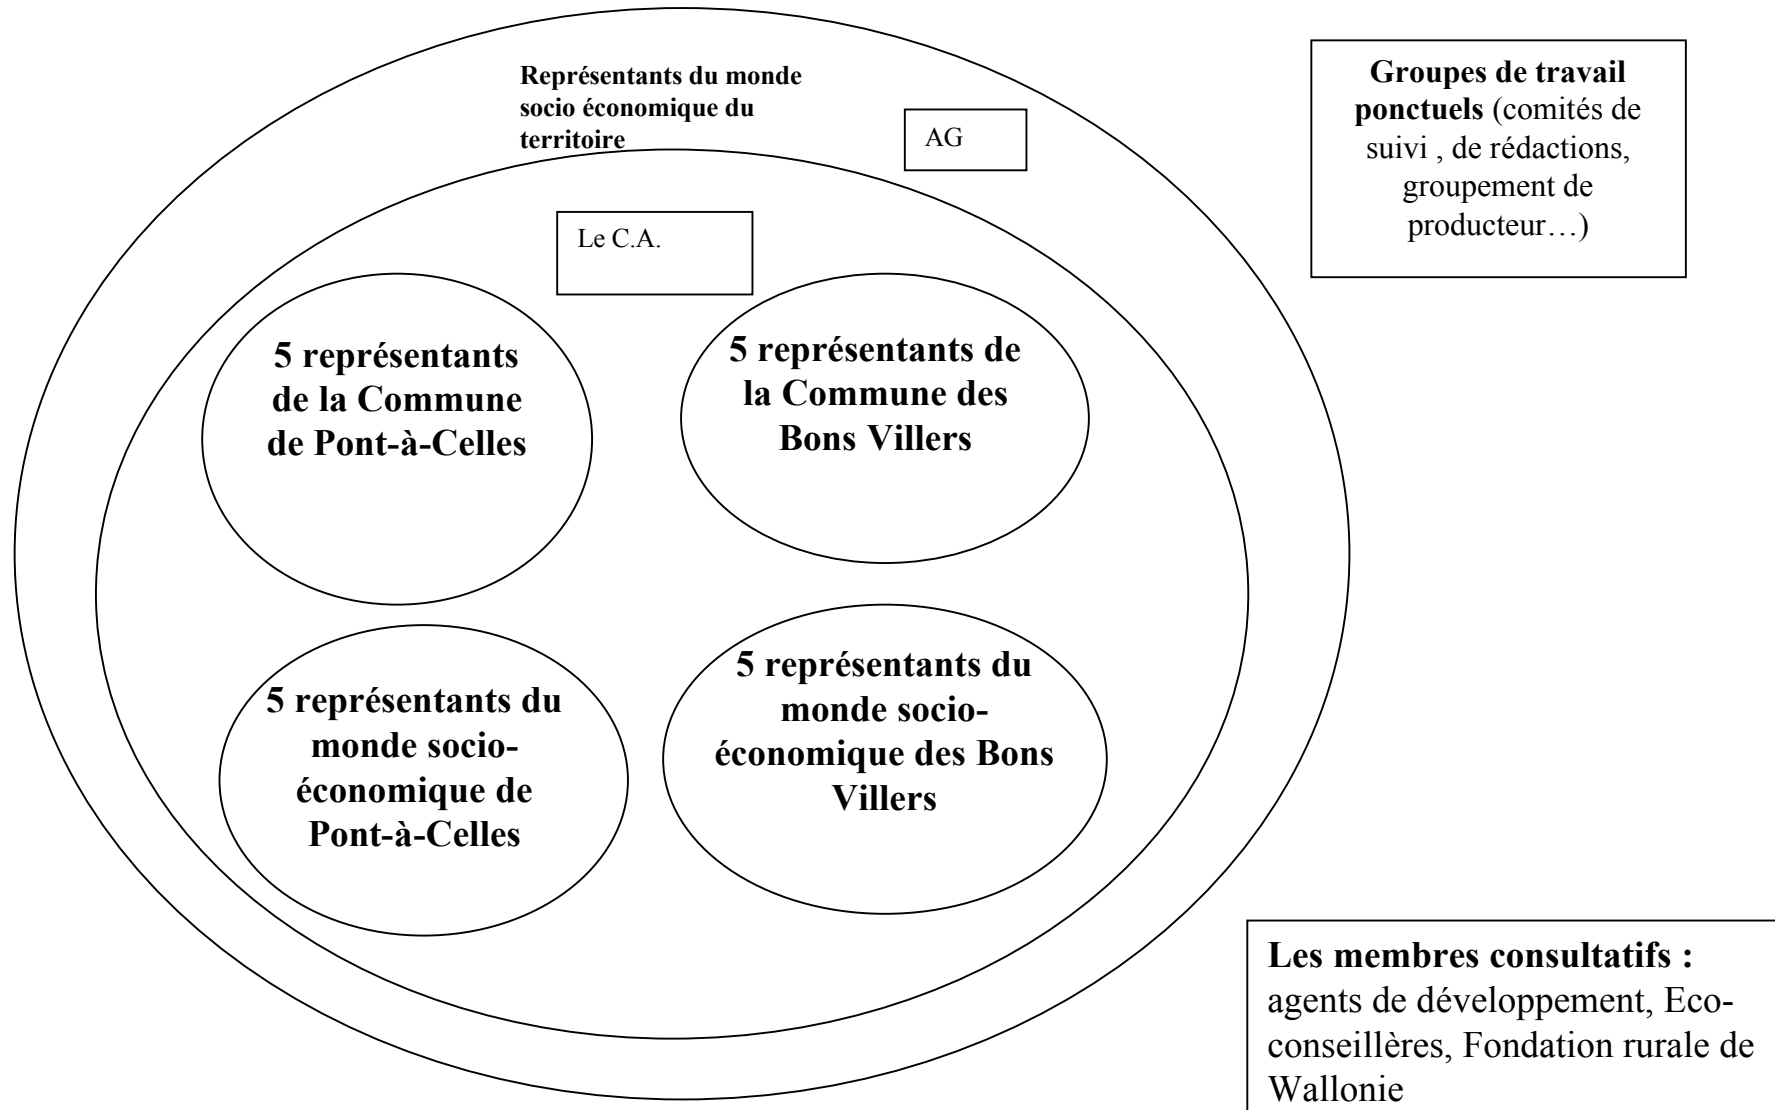 Représentants du monde
socio économique du
territoire
AG
Groupes de travail
ponctuels (comités de
suivi , de rédactions,
groupement de
producteur…)
Le C.A.
5 représentants
de la Commune
de Pont-à-Celles
5 représentants de
la Commune des
Bons Villers
5 représentants du
monde socio-
économique de
Pont-à-Celles
5 représentants du
monde socio-
économique des Bons
Villers
Les membres consultatifs :
agents de développement, Eco-
conseillères, Fondation rurale de
Wallonie